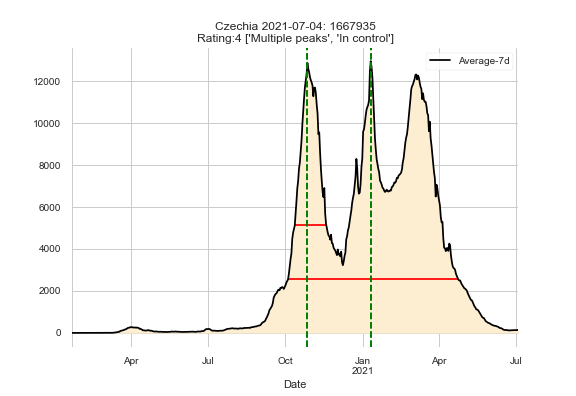 Czechia 2021-07-04: 1667935
Rating:4 ['Multiple peaks', 'In control']
Average-7d
12000
10000
8000
6000
4000
2000
0
Apr Jul Oct Jan Apr Jul
2021
Date